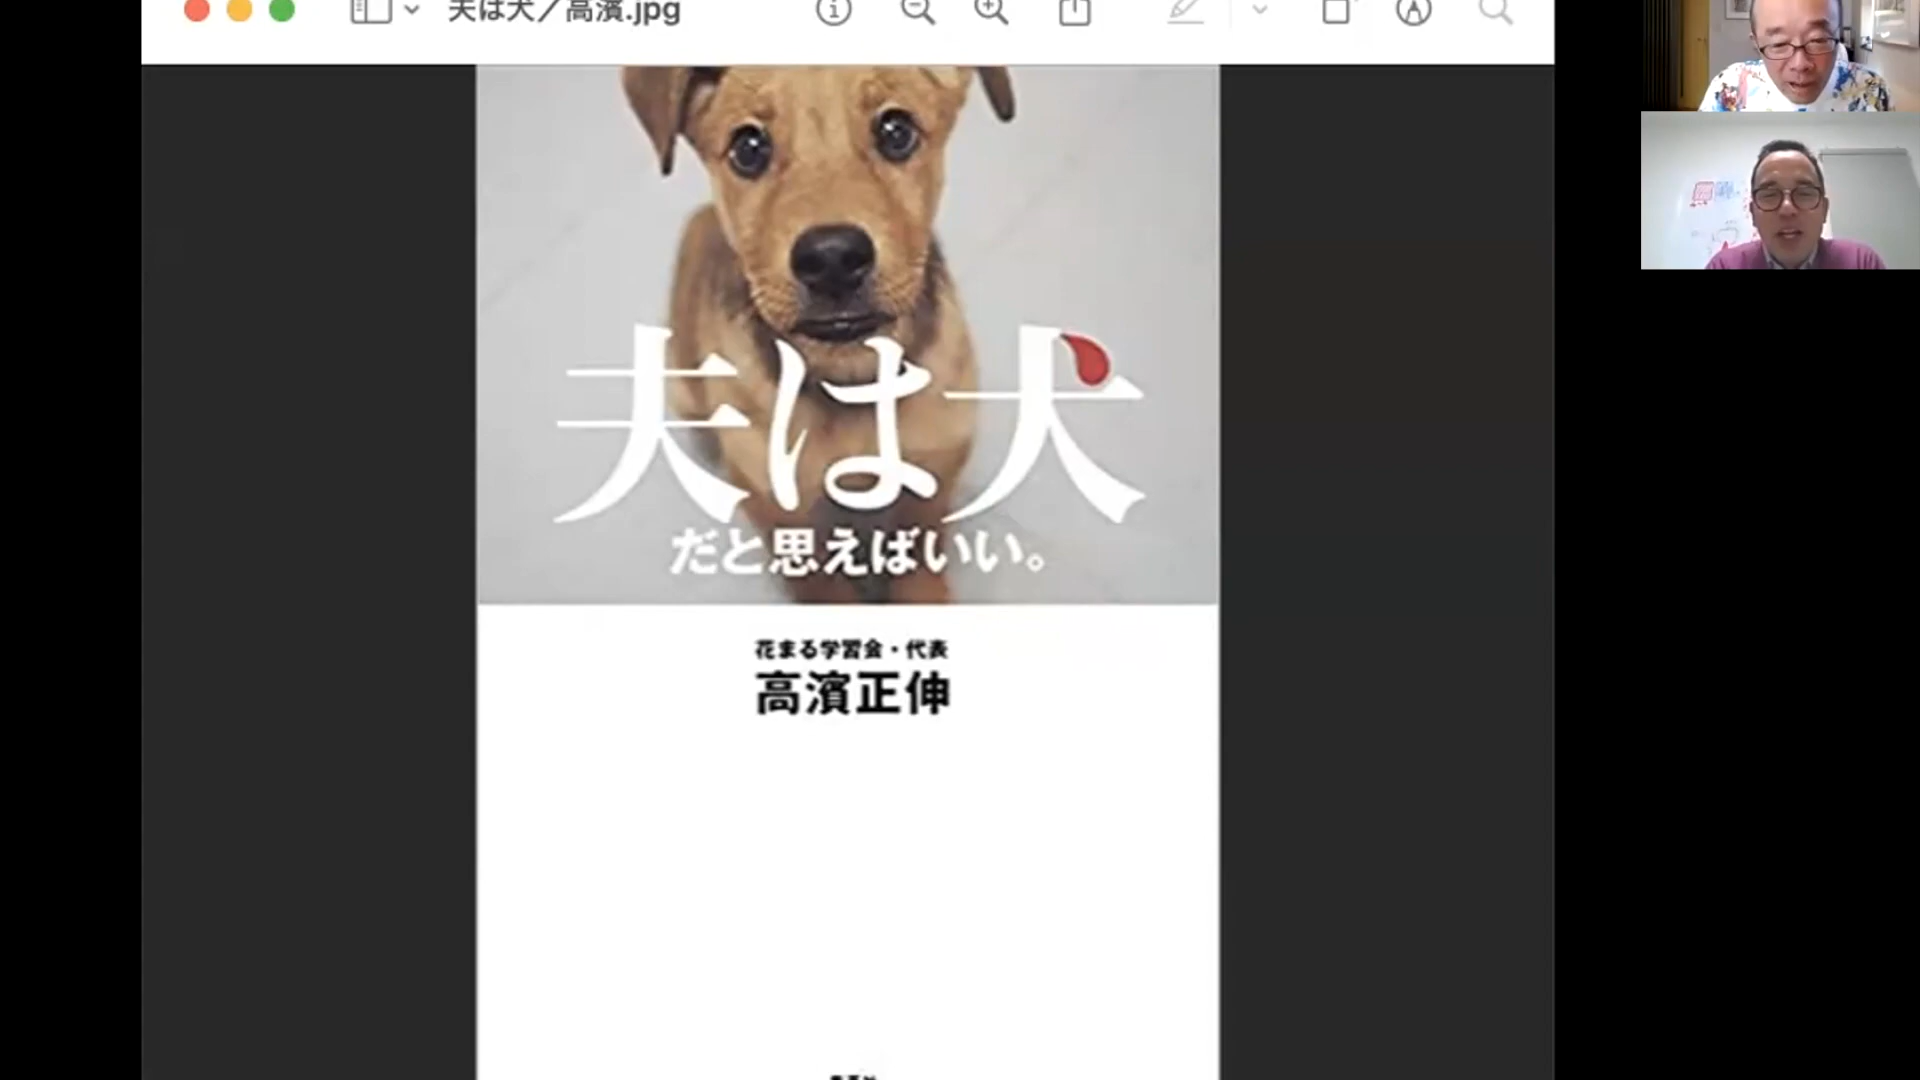 夫は犬／高濱.jpg
夫は犬
だと思えばいい。
花まる学習会・代表
高濱正伸